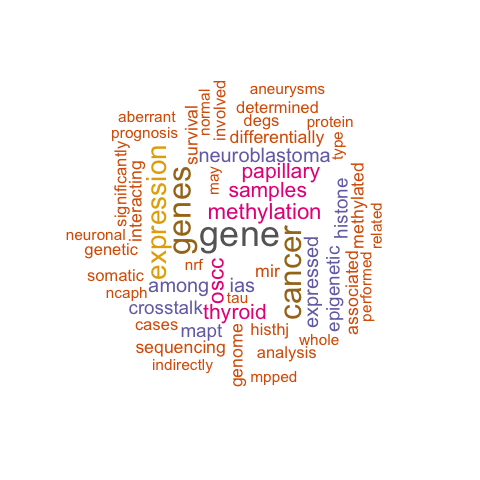 aneurysms
normal
involved
survival
determined
aberrant
degs
protein
prognosis
differentially
type
significantly
interacting
expression
genes
neuroblastoma
may
papillary
samples
histone
methylated
methylation
related
neuronal
gene
cancer
genetic
expressed
epigenetic
associated
performed
nrf
oscc
mir
somatic
among
ias
ncaph
tau
crosstalk
thyroid
cases
mapt
histhj
whole
sequencing
genome
analysis
indirectly
mpped